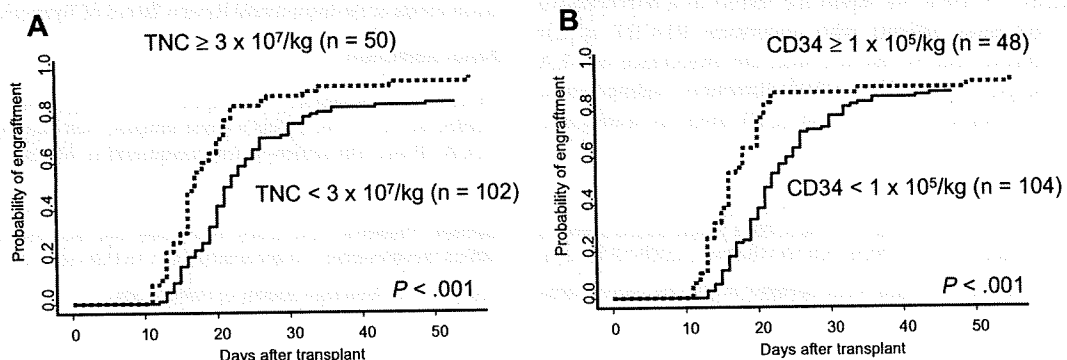 A
TNC ≥ 3 x 10⁷/kg (n = 50)
Probability of engraftment
0.0 0.2 0.4 0.6 0.8 1.0
TNC < 3 x 10⁷/kg (n = 102)
P < .001
0 10 20 30 40 50
Days after transplant
B
CD34 ≥ 1 x 10⁵/kg (n = 48)
Probability of engraftment
0.0 0.2 0.4 0.6 0.8 1.0
CD34 < 1 x 10⁵/kg (n = 104)
P < .001
0 10 20 30 40 50
Days after transplant